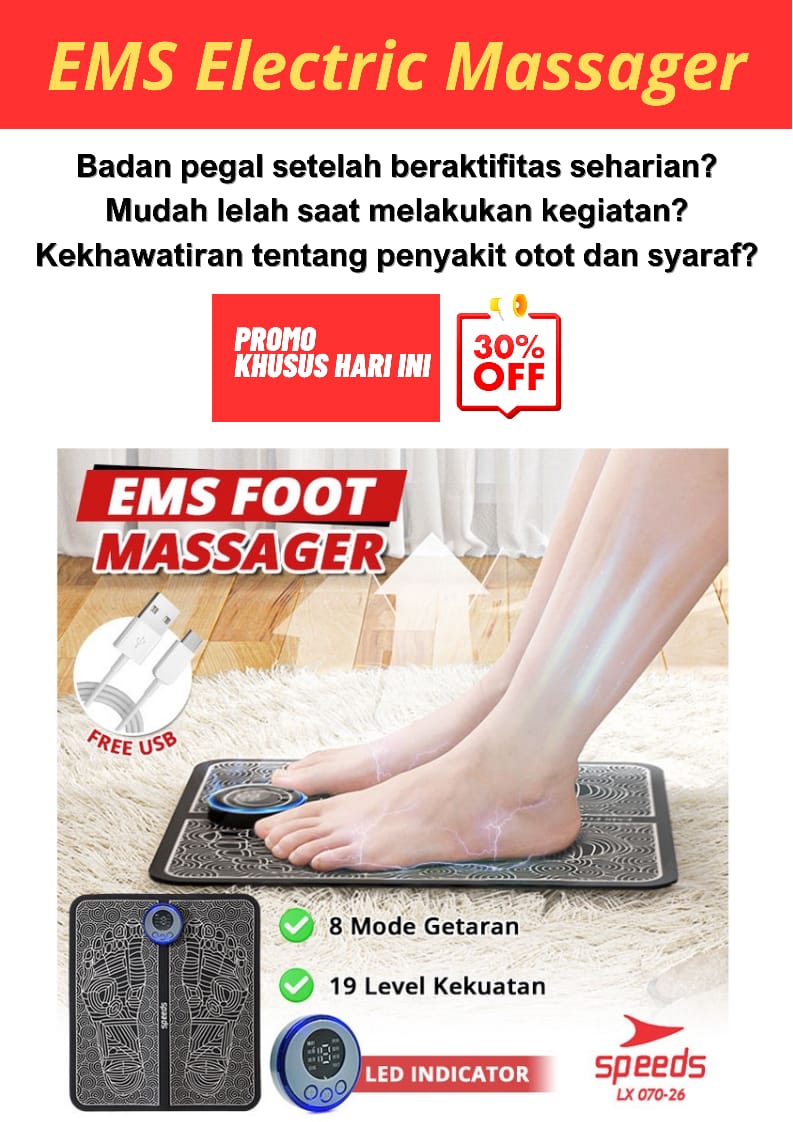 EMS Electric Massager
Badan pegal setelah beraktifitas seharian?
Mudah lelah saat melakukan kegiatan?
Kekhawatiran tentang penyakit otot dan syaraf?
PROMO
KHUSUS HARI INI
30%
OFF
EMS FOOT
MASSAGER
FREE USB
8 Mode Getaran
19 Level Kekuatan
speeds
LED INDICATOR
speeds
LX 070-26